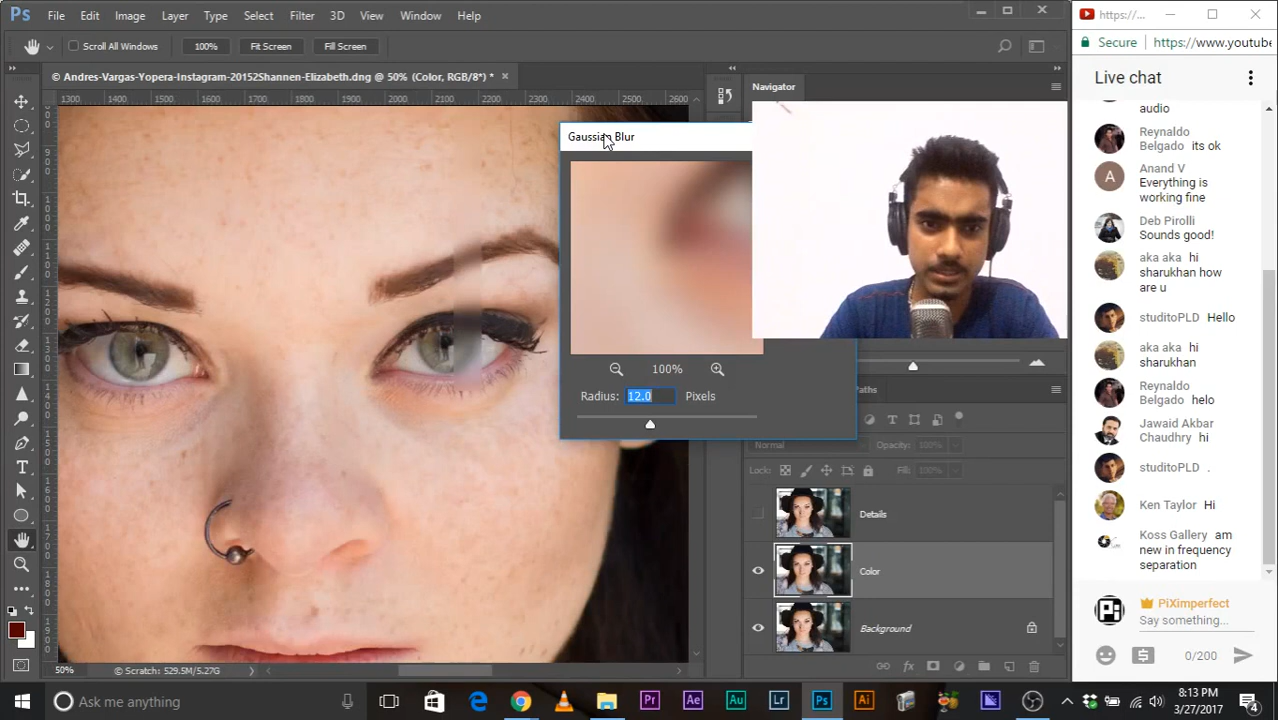 Ps File Edit Image Layer Type Select Filter 3D View Window Help
Scroll All Windows 100% Fit Screen Fill Screen
© Andres-Vargas-Yopera-Instagram-20152Shannen-Elizabeth.dng @ 50% (Color, RGB/8*) * ×
1300 1400 1500 1600 1700 1800 1900 2000 2100 2200 2300 2400 2500 2600
Gaussian Blur
100%
Radius: 12.0 Pixels
50% Scratch: 529.5M/5.27G
Navigator
Paths
Normal Opacity: 100%
Lock: Fill: 100%
Details
Color
Background
https://...
Secure https://www.youtube
Live chat
audio
Reynaldo Belgado its ok
Anand V
Everything is
working fine
Deb Pirolli
Sounds good!
aka aka hi
sharukhan how
are u
studitoPLD Hello
aka aka hi
sharukhan
Reynaldo
Belgado helo
Jawaid Akbar
Chaudhry hi
studitoPLD .
Ken Taylor Hi
Koss Gallery am
new in frequency
separation
PiXimperfect
Say something...
0/200
Ask me anything
Pr Ae Au Lr Ps Ai
8:13 PM
3/27/2017
4